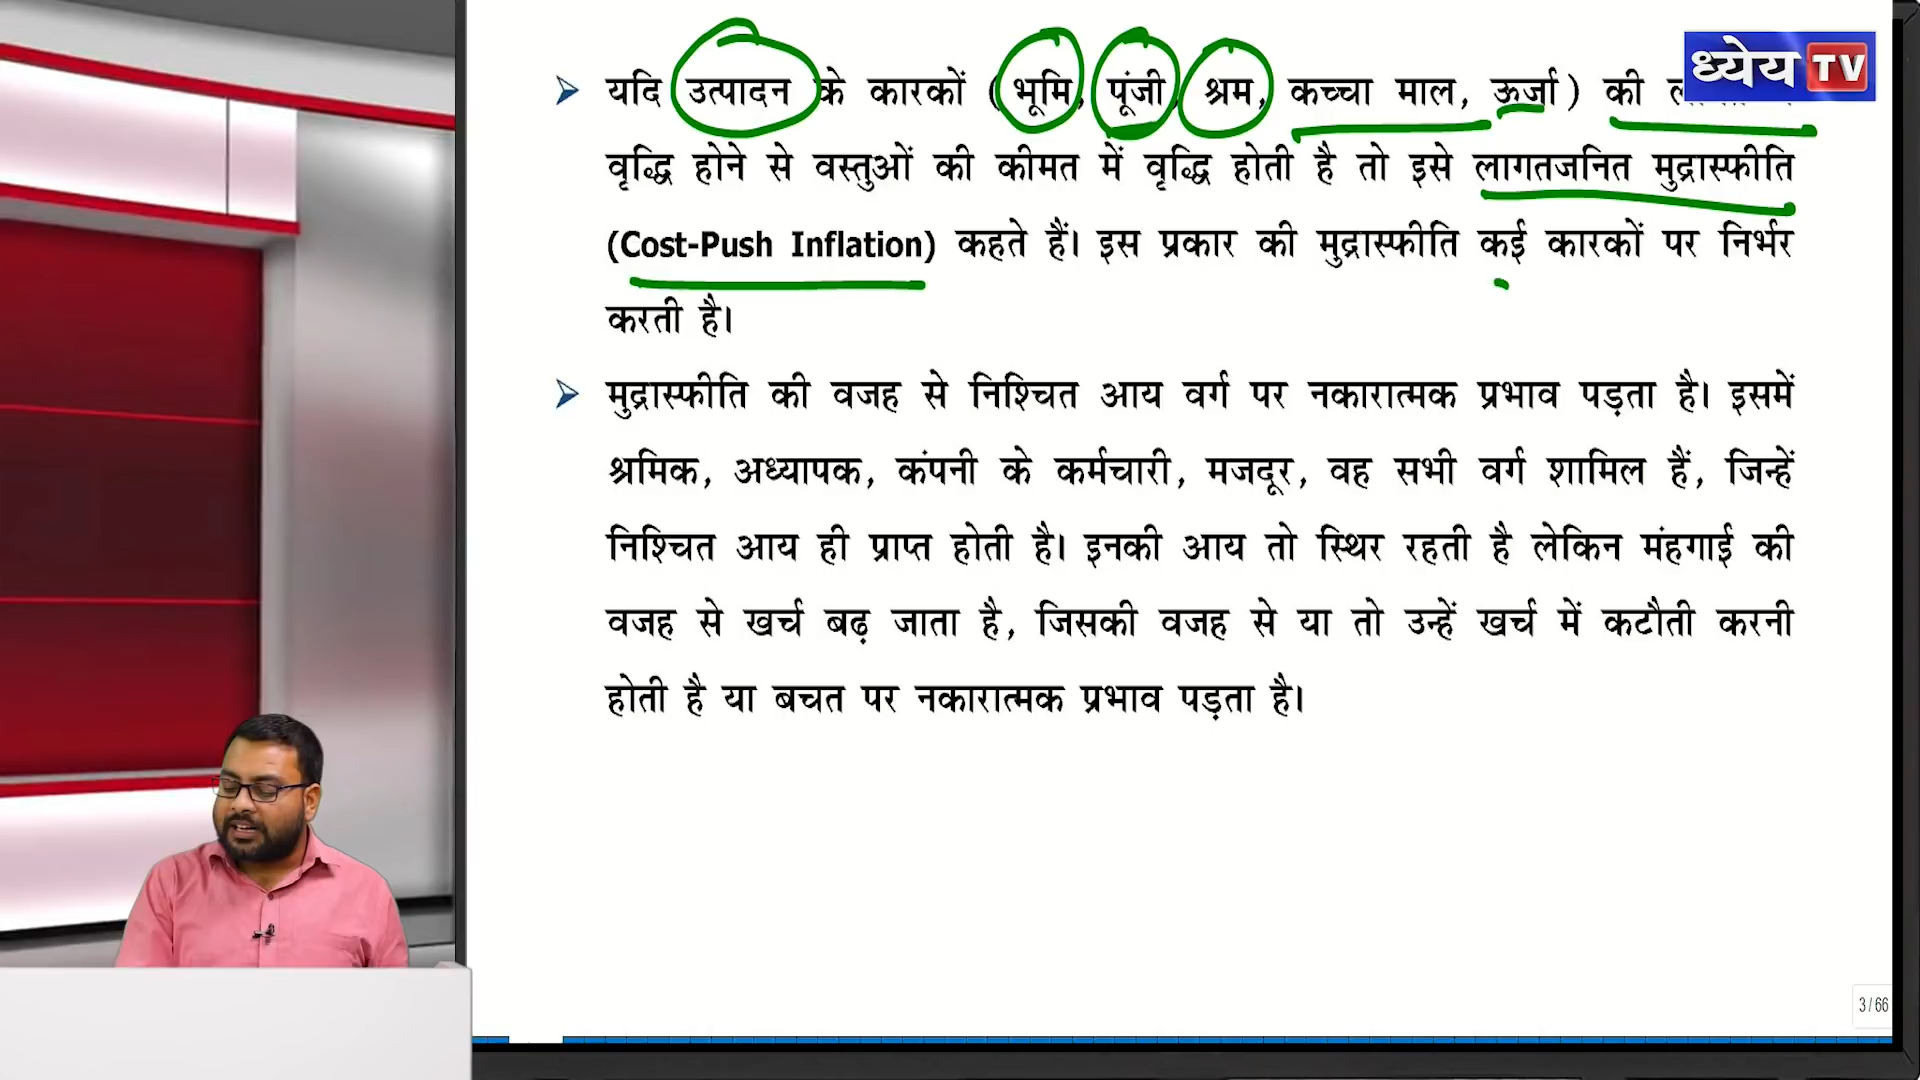 ध्येय TV
यदि उत्पादन के कारकों (भूमि, पूंजी, श्रम, कच्चा माल, ऊर्जा) की
वृद्धि होने से वस्तुओं की कीमत में वृद्धि होती है तो इसे लागतजनित मुद्रास्फीति
(Cost-Push Inflation) कहते हैं। इस प्रकार की मुद्रास्फीति कई कारकों पर निर्भर
करती है।
मुद्रास्फीति की वजह से निश्चित आय वर्ग पर नकारात्मक प्रभाव पड़ता है। इसमें
श्रमिक, अध्यापक, कंपनी के कर्मचारी, मजदूर, वह सभी वर्ग शामिल हैं, जिन्हें
निश्चित आय ही प्राप्त होती है। इनकी आय तो स्थिर रहती है लेकिन मंहगाई की
वजह से खर्च बढ़ जाता है, जिसकी वजह से या तो उन्हें खर्च में कटौती करनी
होती है या बचत पर नकारात्मक प्रभाव पड़ता है।
3/66